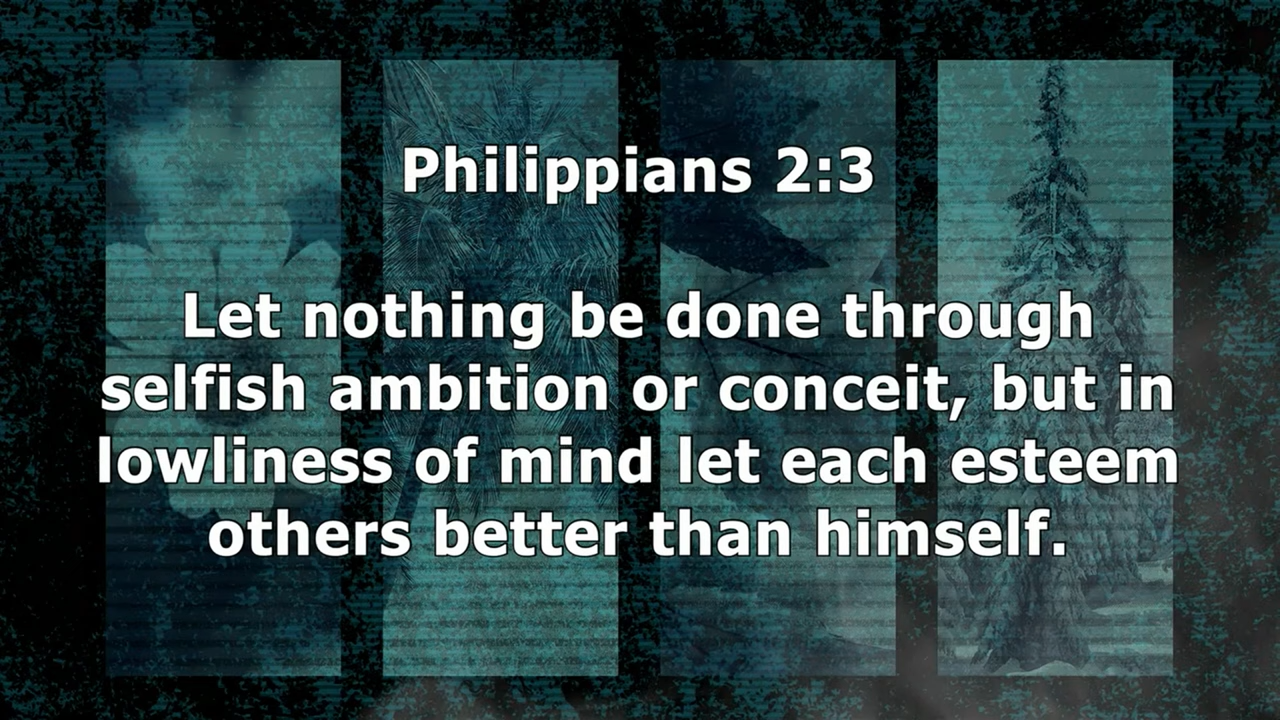 Philippians 2:3
Let nothing be done through
selfish ambition or conceit, but in
lowliness of mind let each esteem
others better than himself.